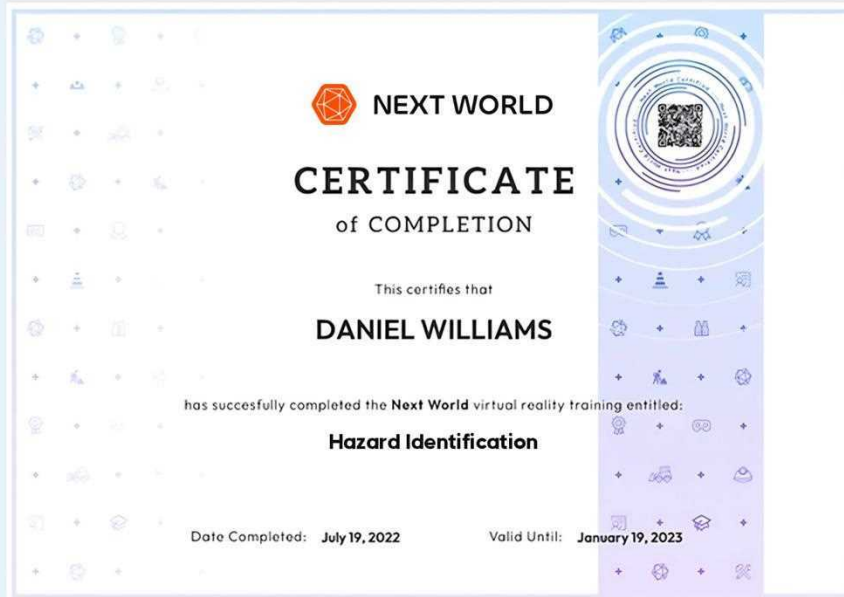 NEXT WORLD
CERTIFICATE
of COMPLETION
This certifies that
DANIEL WILLIAMS
has succesfully completed the Next World virtual reality training entitled:
Hazard Identification
Date Completed: July 19, 2022 Valid Until: January 19, 2023